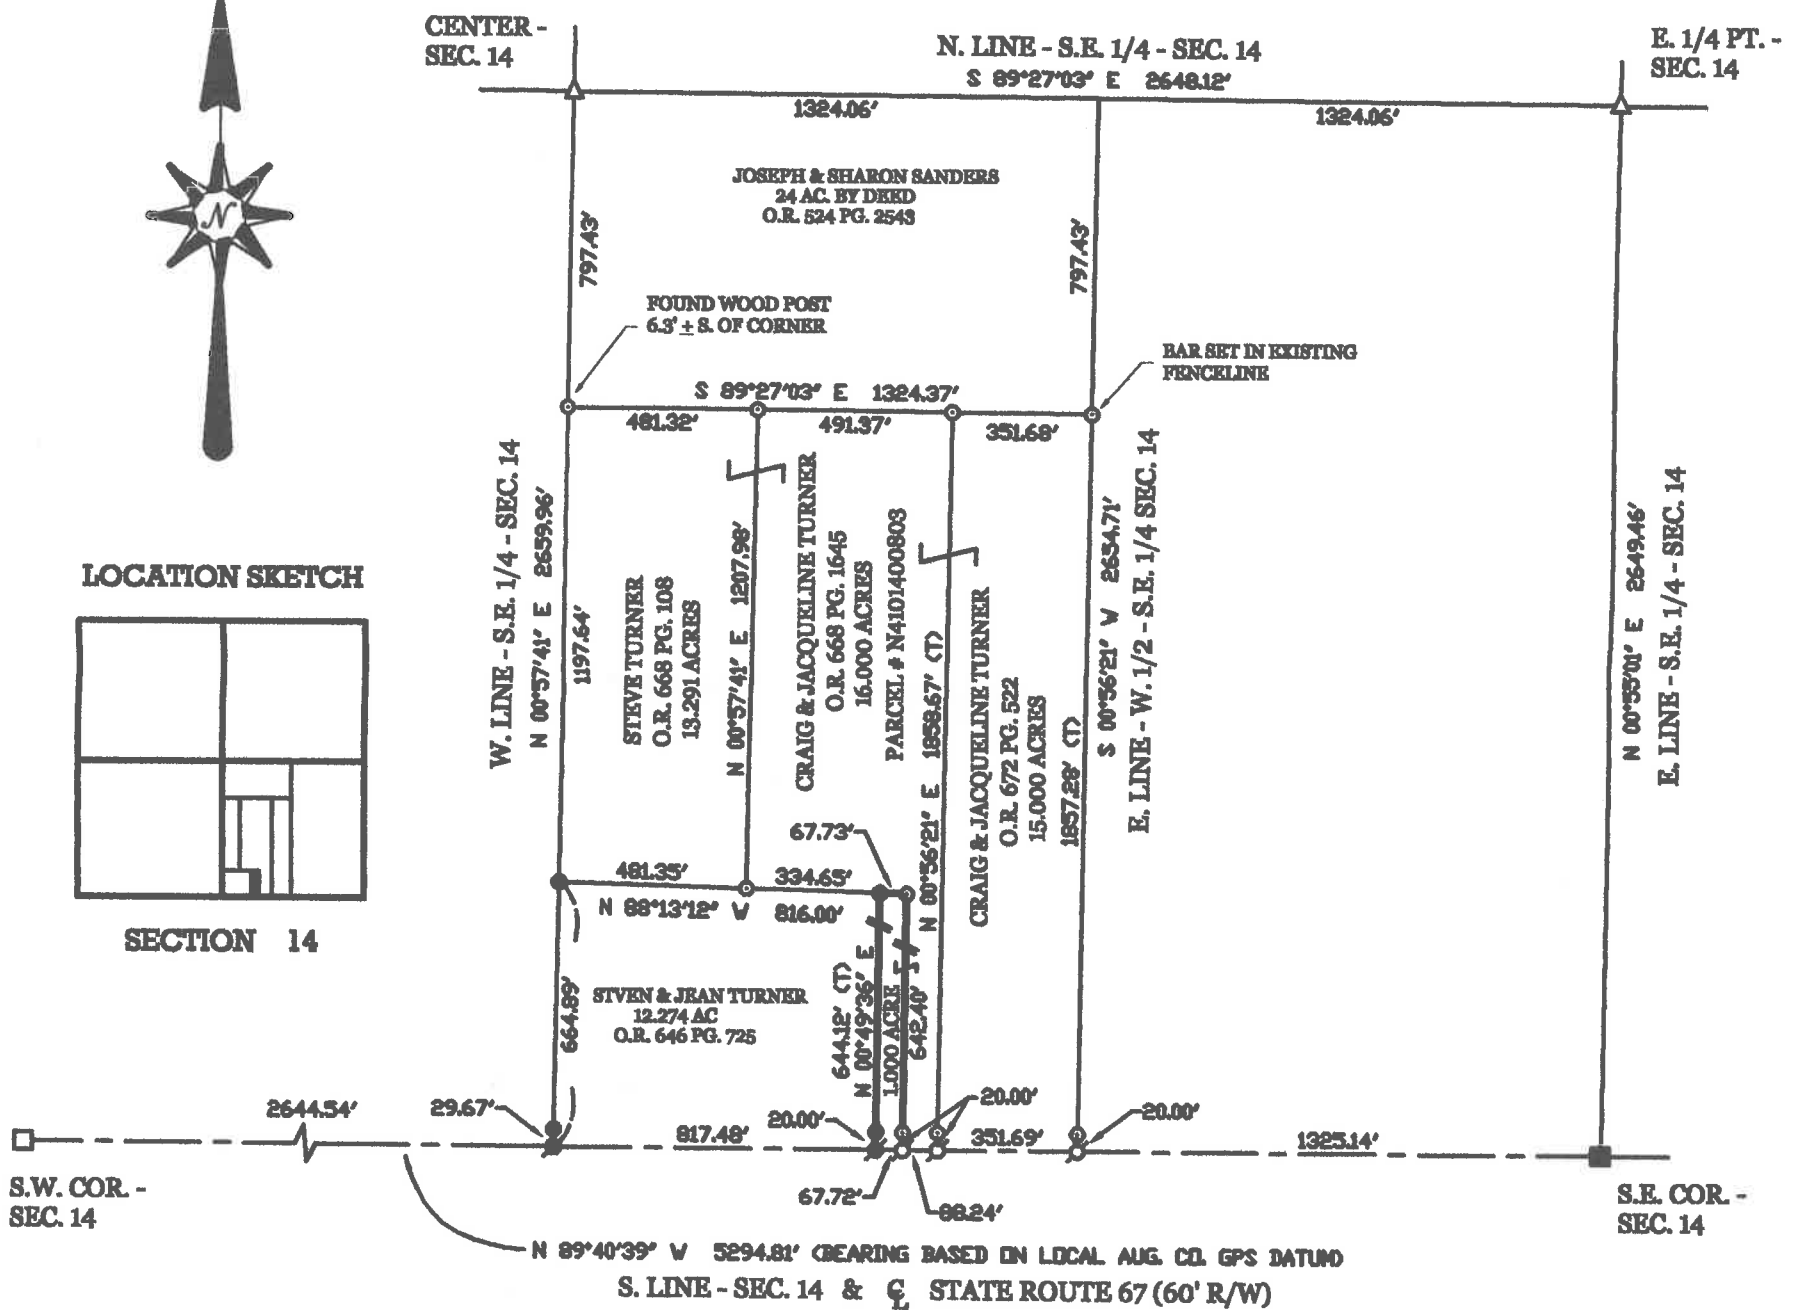 CENTER -
SEC. 14
N. LINE - S.E. 1/4 - SEC. 14
S 89°27'03" E 2648.12'
E. 1/4 PT. -
SEC. 14
1324.06'
1324.06'
N
JOSEPH & SHARON SANDERS
24 AC. BY DEED
O.R. 524 PG. 2543
797.43'
797.43'
FOUND WOOD POST
6.3' ± S. OF CORNER
BAR SET IN EXISTING
FENCELINE
S 89°27'03" E 1324.37'
481.32'
491.37'
351.68'
W. LINE - S.E. 1/4 - SEC. 14
N 00°57'41" E 2659.96'
1197.64'
STEVE TURNER
O.R. 668 PG. 108
13.291 ACRES
N 00°57'41" E 1207.98'
CRAIG & JACQUELINE TURNER
O.R. 668 PG. 1645
16.000 ACRES
PARCEL # N4101400803
N 00°56'21" E 1858.67' (T)
CRAIG & JACQUELINE TURNER
O.R. 672 PG. 522
15.000 ACRES
1857.28' (T)
S 00°56'21" W 2654.71'
E. LINE - W. 1/2 - S.E. 1/4 SEC. 14
N 00°55'01" E 2649.46'
E. LINE - S.E. 1/4 - SEC. 14
LOCATION SKETCH
SECTION 14
67.73'
481.35'
334.65'
N 88°13'12" W 816.00'
664.89'
STVEN & JEAN TURNER
12.274 AC
O.R. 646 PG. 725
644.12' (T)
N 00°49'36" E
1.000 ACRE
642.40'
2644.54'
29.67'
817.48'
20.00'
20.00'
351.69'
20.00'
1325.14'
S.W. COR. -
SEC. 14
67.72'
88.24'
S.E. COR. -
SEC. 14
N 89°40'39" W 5294.81' (BEARING BASED ON LOCAL AUG. CO. GPS DATUM)
S. LINE - SEC. 14 & ℄ STATE ROUTE 67 (60' R/W)